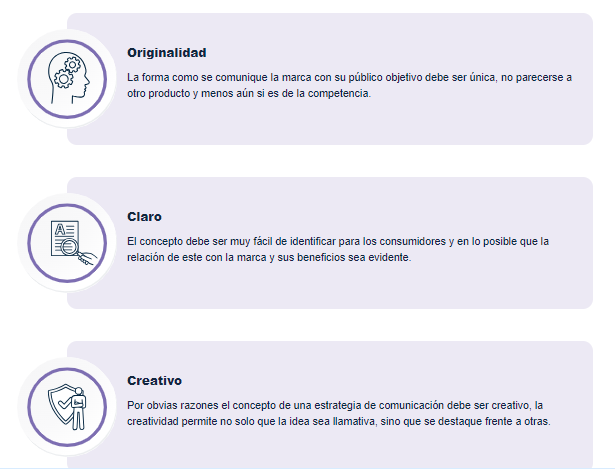 Originalidad
La forma como se comunique la marca con su público objetivo debe ser única, no parecerse a
otro producto y menos aún si es de la competencia.
Claro
El concepto debe ser muy fácil de identificar para los consumidores y en lo posible que la
relación de este con la marca y sus beneficios sea evidente.
Creativo
Por obvias razones el concepto de una estrategia de comunicación debe ser creativo, la
creatividad permite no solo que la idea sea llamativa, sino que se destaque frente a otras.